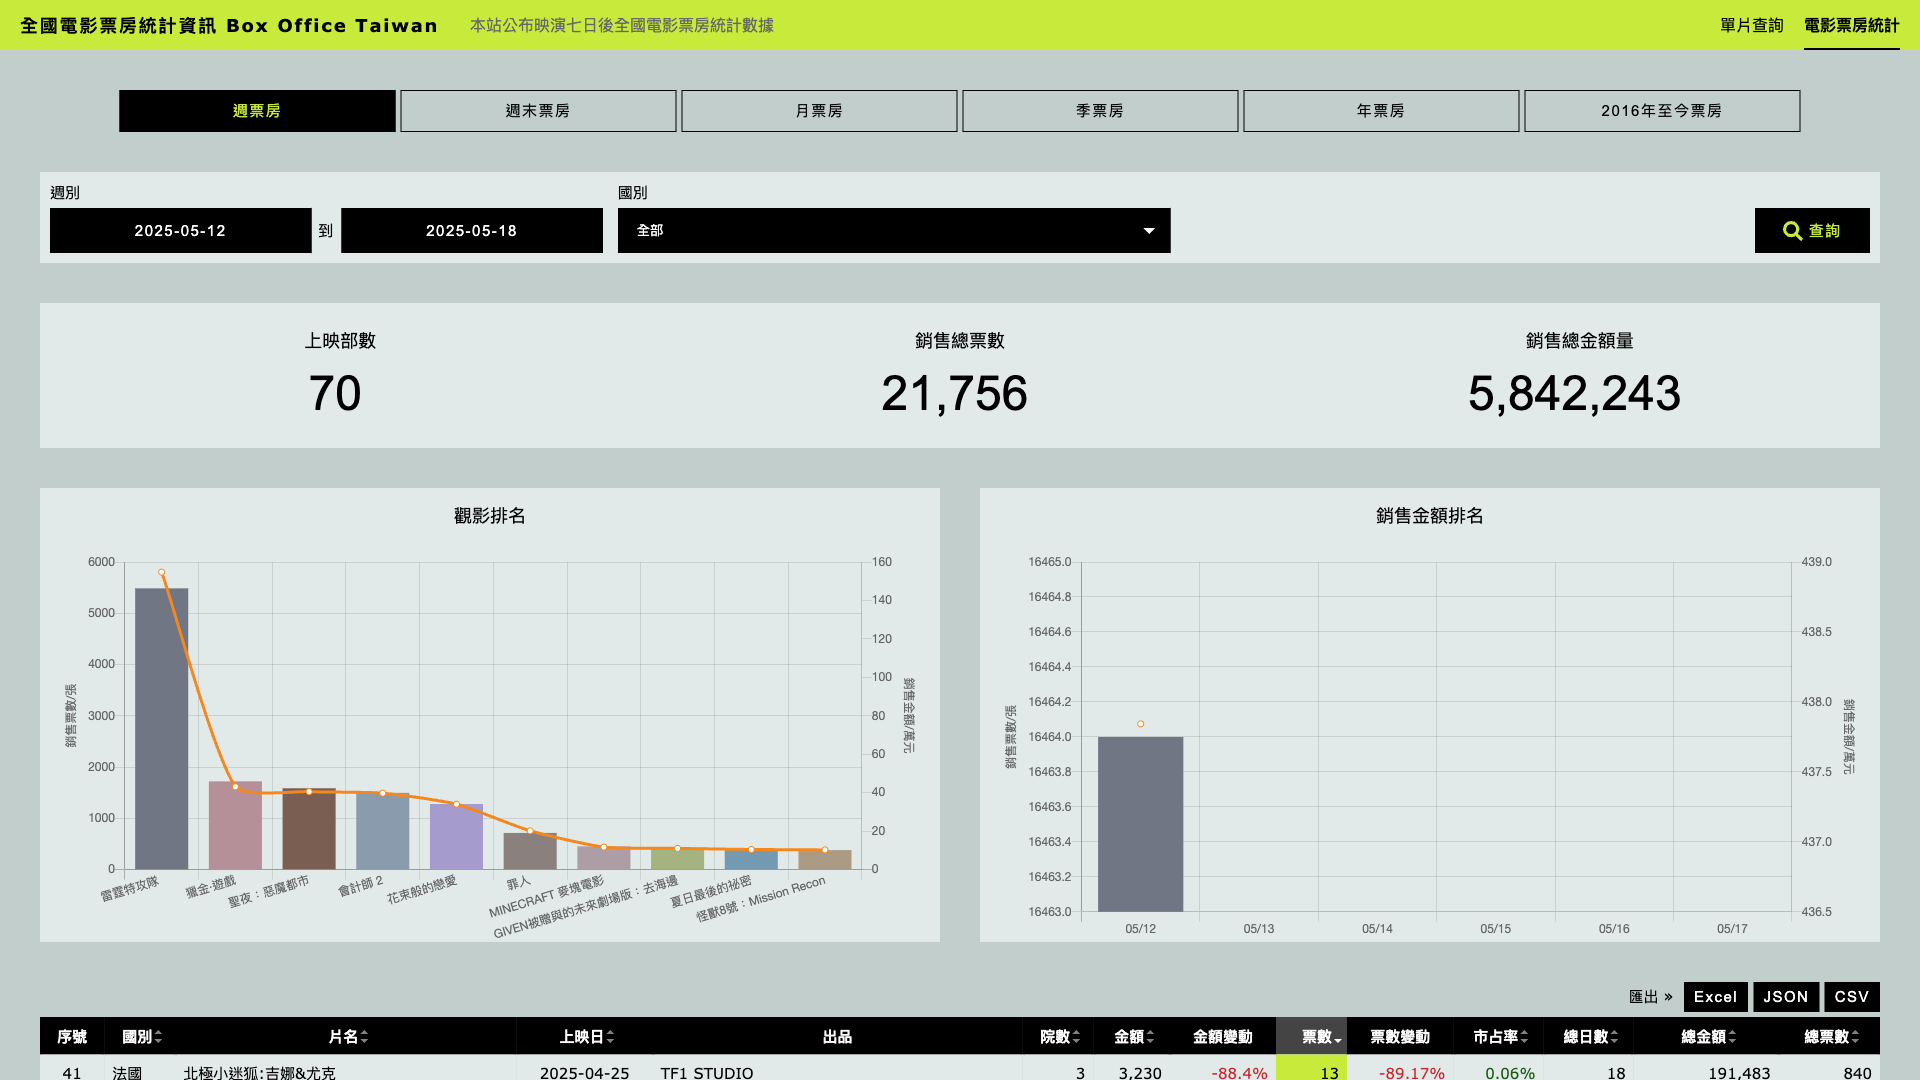 全國電影票房統計資訊 Box Office Taiwan 本站公布映演七日後全國電影票房統計數據 單片查詢 電影票房統計
週票房 週末票房 月票房 季票房 年票房 2016年至今票房
週別 國別
2025-05-12 到 2025-05-18 全部 查詢
上映部數 銷售總票數 銷售總金額量
70 21,756 5,842,243
觀影排名
6000 5000 4000 3000 2000 1000 0
銷售票數/張
160 140 120 100 80 60 40 20 0
銷售金額/萬元
雷霆特攻隊 獵金·遊戲 聖夜：惡魔都市 會計師 2 花束般的戀愛 罪人 MINECRAFT 麥塊電影 GIVEN被贈與的未來劇場版：去海邊 夏日最後的祕密 怪獸8號：Mission Recon
銷售金額排名
16465.0 16464.8 16464.6 16464.4 16464.2 16464.0 16463.8 16463.6 16463.4 16463.2 16463.0
銷售票數/張
439.0 438.5 438.0 437.5 437.0 436.5
銷售金額/萬元
05/12 05/13 05/14 05/15 05/16 05/17
匯出 » Excel JSON CSV
序號 國別 片名 上映日 出品 院數 金額 金額變動 票數 票數變動 市占率 總日數 總金額 總票數
41 法國 北極小迷狐:吉娜&尤克 2025-04-25 TF1 STUDIO 3 3,230 -88.4% 13 -89.17% 0.06% 18 191,483 840